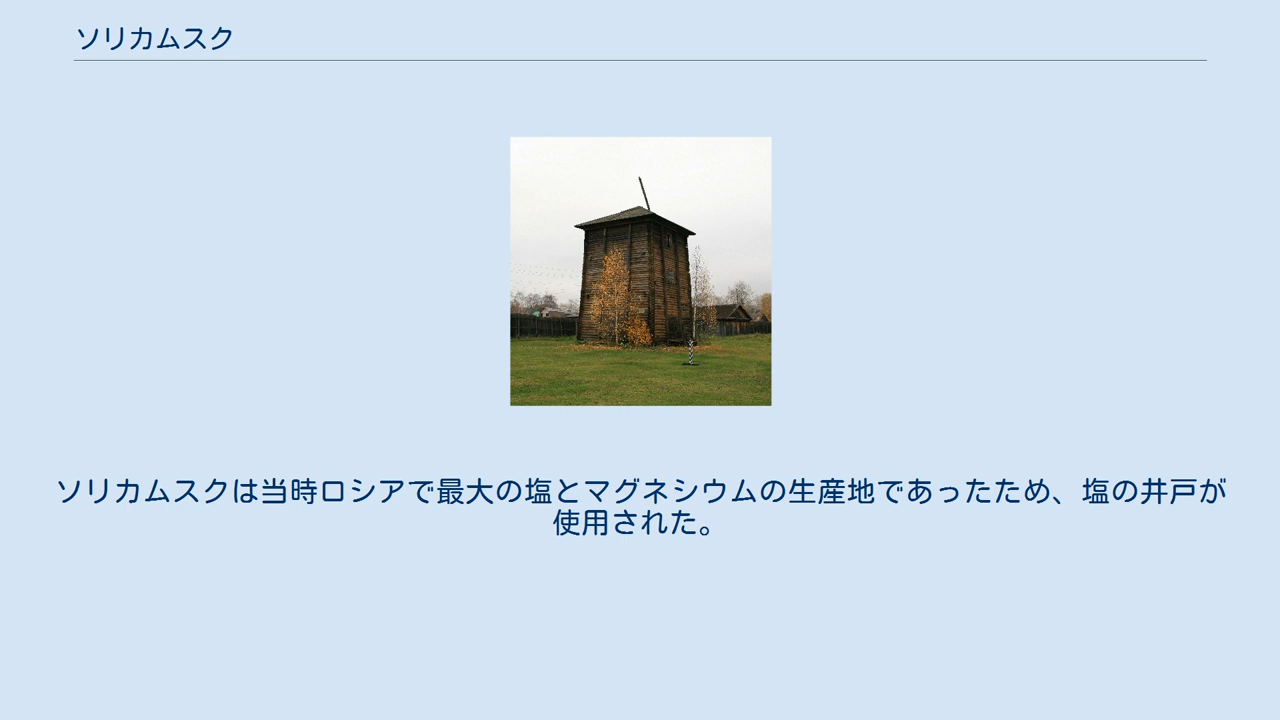 ソリカムスク
ソリカムスクは当時ロシアで最大の塩とマグネシウムの生産地であったため、塩の井戸が
使用された。